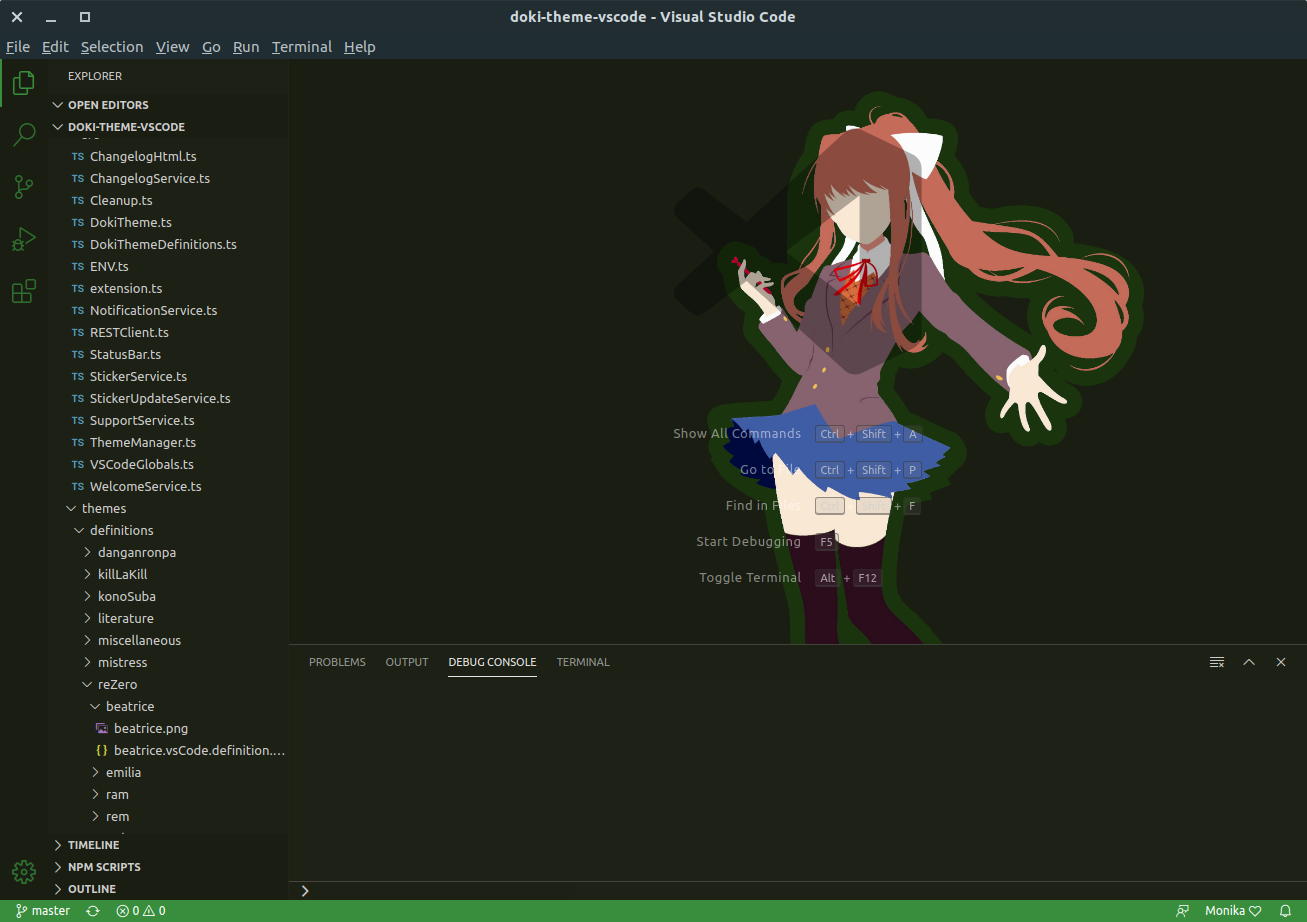 doki-theme-vscode - Visual Studio Code
File Edit Selection View Go Run Terminal Help
EXPLORER
OPEN EDITORS
DOKI-THEME-VSCODE
TS ChangelogHtml.ts
TS ChangelogService.ts
TS Cleanup.ts
TS DokiTheme.ts
TS DokiThemeDefinitions.ts
TS ENV.ts
TS extension.ts
TS NotificationService.ts
TS RESTClient.ts
TS StatusBar.ts
TS StickerService.ts
TS StickerUpdateService.ts
TS SupportService.ts
TS ThemeManager.ts
TS VSCodeGlobals.ts
TS WelcomeService.ts
themes
definitions
danganronpa
killLaKill
konoSuba
literature
miscellaneous
mistress
reZero
beatrice
beatrice.png
{} beatrice.vsCode.definition....
emilia
ram
rem
TIMELINE
NPM SCRIPTS
OUTLINE
Show All Commands Ctrl + Shift + A
Go to File Ctrl + Shift + P
Find in Files Ctrl + Shift + F
Start Debugging F5
Toggle Terminal Alt + F12
PROBLEMS OUTPUT DEBUG CONSOLE TERMINAL
master 0 0 Monika ♡